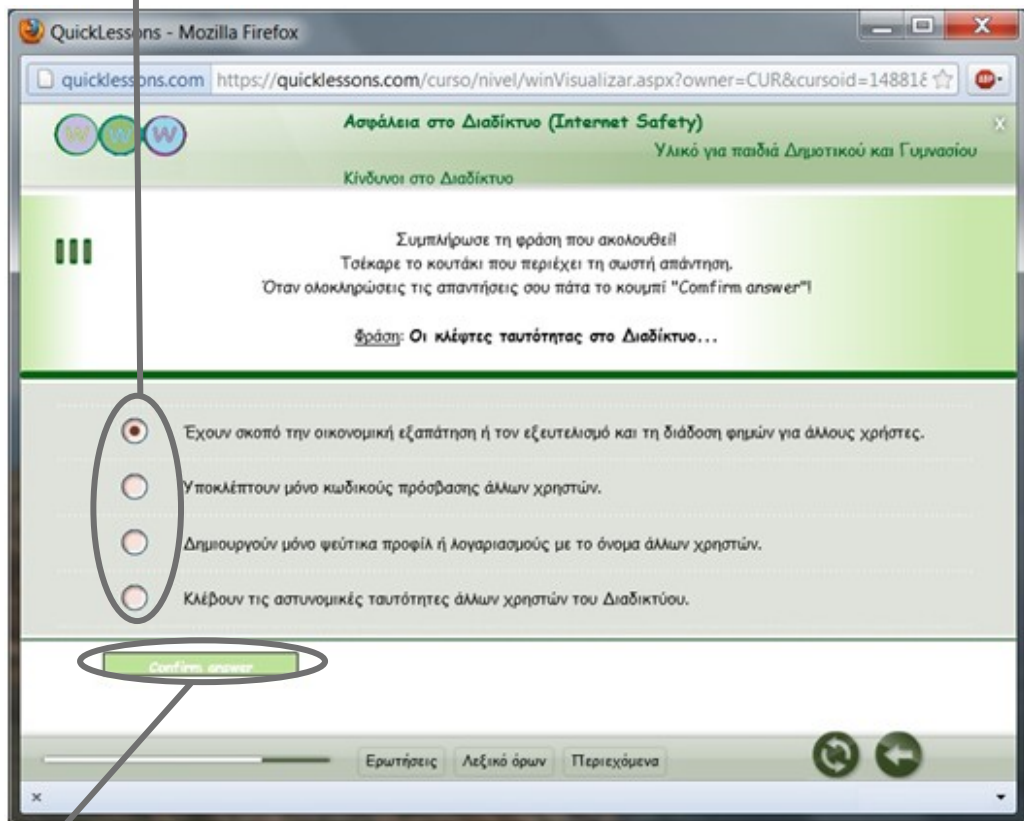 QuickLessons - Mozilla Firefox
quicklessons.com https://quicklessons.com/curso/nivel/winVisualizar.aspx?owner=CUR&cursoid=14881
ABP
W W W
Ασφάλεια στο Διαδίκτυο (Internet Safety)
Υλικό για παιδιά Δημοτικού και Γυμνασίου
Κίνδυνοι στο Διαδίκτυο
Συμπλήρωσε τη φράση που ακολουθεί!
Τσέκαρε το κουτάκι που περιέχει τη σωστή απάντηση.
Όταν ολοκληρώσεις τις απαντήσεις σου πάτα το κουμπί "Comfirm answer"!
Φράση: Οι κλέφτες ταυτότητας στο Διαδίκτυο...
Έχουν σκοπό την οικονομική εξαπάτηση ή τον εξευτελισμό και τη διάδοση φημών για άλλους χρήστες.
Υποκλέπτουν μόνο κωδικούς πρόσβασης άλλων χρηστών.
Δημιουργούν μόνο ψεύτικα προφίλ ή λογαριασμούς με το όνομα άλλων χρηστών.
Κλέβουν τις αστυνομικές ταυτότητες άλλων χρηστών του Διαδικτύου.
Confirm answer
Ερωτήσεις Λεξικό όρων Περιεχόμενα